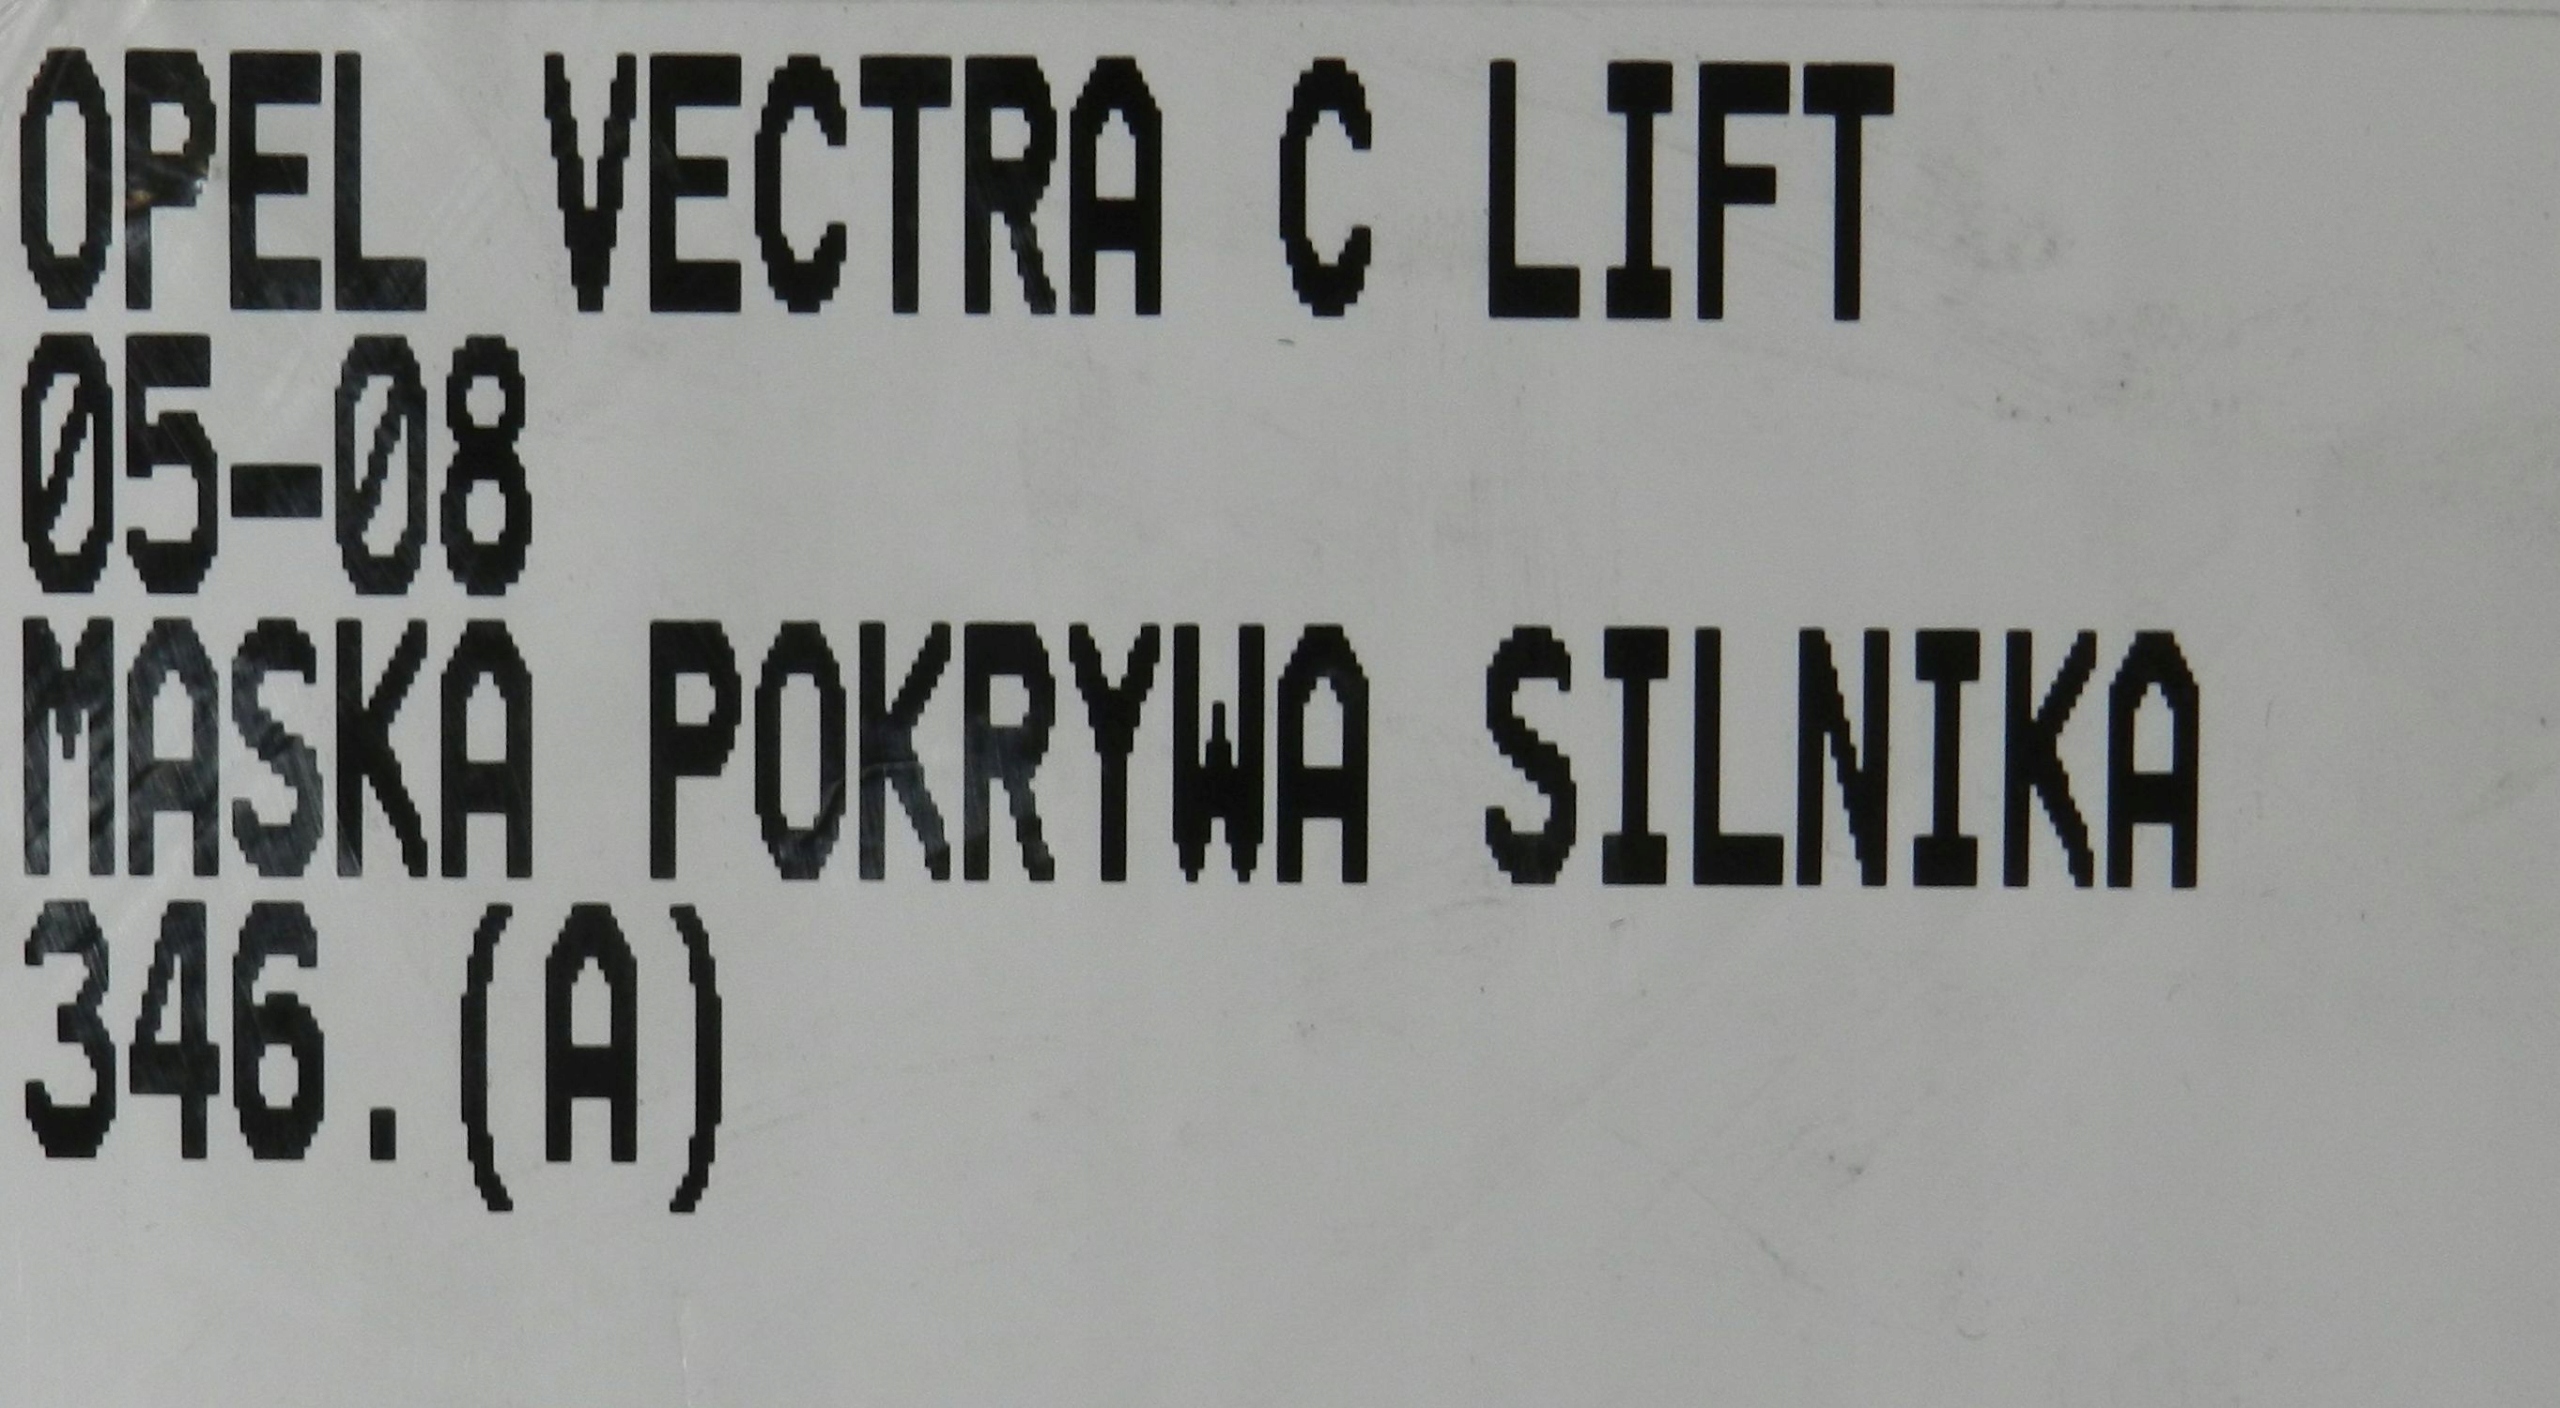 OPEL VECTRA C LIFT
05-08
MASKA POKRYWA SILNIKA
346.(A)